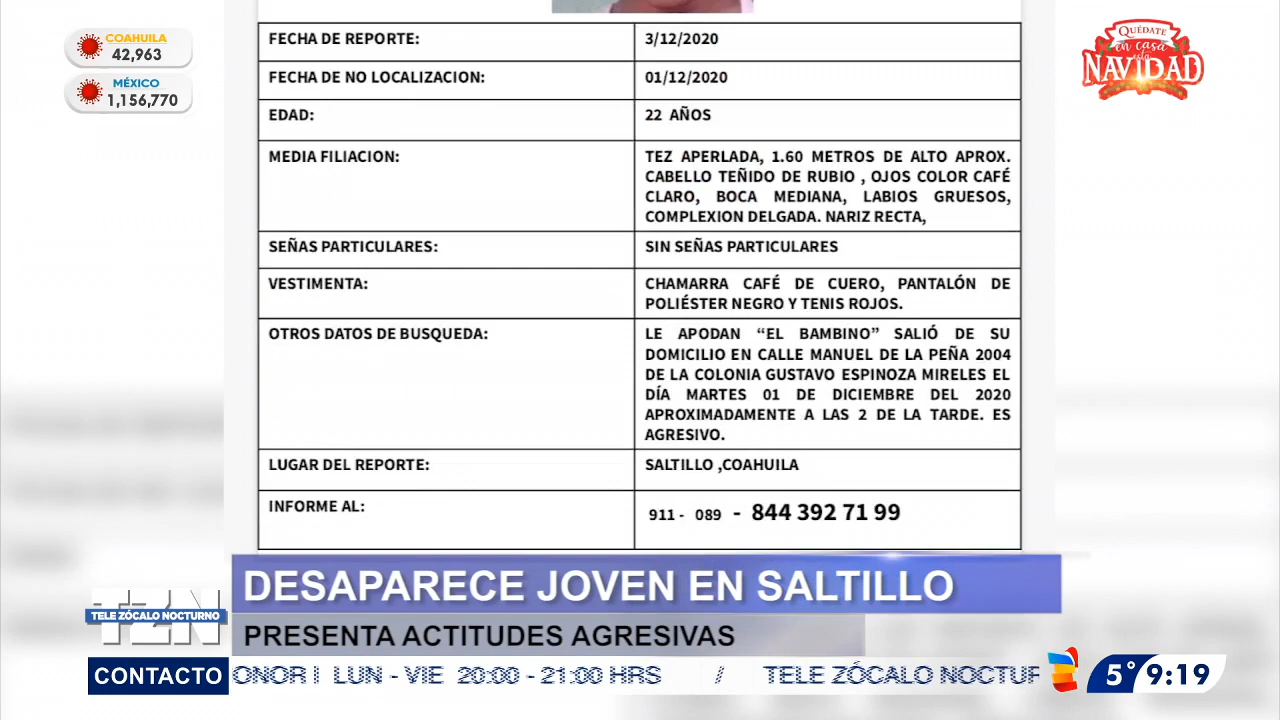 COAHUILA
42,963
MÉXICO
1,156,770
QUÉDATE
en casa
esta
NAVIDAD
FECHA DE REPORTE: 3/12/2020
FECHA DE NO LOCALIZACION: 01/12/2020
EDAD: 22 AÑOS
MEDIA FILIACION: TEZ APERLADA, 1.60 METROS DE ALTO APROX.
CABELLO TEÑIDO DE RUBIO , OJOS COLOR CAFÉ
CLARO, BOCA MEDIANA, LABIOS GRUESOS,
COMPLEXION DELGADA. NARIZ RECTA,
SEÑAS PARTICULARES: SIN SEÑAS PARTICULARES
VESTIMENTA: CHAMARRA CAFÉ DE CUERO, PANTALÓN DE
POLIÉSTER NEGRO Y TENIS ROJOS.
OTROS DATOS DE BUSQUEDA: LE APODAN “EL BAMBINO” SALIÓ DE SU
DOMICILIO EN CALLE MANUEL DE LA PEÑA 2004
DE LA COLONIA GUSTAVO ESPINOZA MIRELES EL
DÍA MARTES 01 DE DICIEMBRE DEL 2020
APROXIMADAMENTE A LAS 2 DE LA TARDE. ES
AGRESIVO.
LUGAR DEL REPORTE: SALTILLO ,COAHUILA
INFORME AL: 911 - 089 - 844 392 71 99
DESAPARECE JOVEN EN SALTILLO
TZN
TELE ZÓCALO NOCTURNO
PRESENTA ACTITUDES AGRESIVAS
CONTACTO
LUN - VIE 20:00 - 21:00 HRS / TELE ZÓCALO NOCTUR
5° 9:19